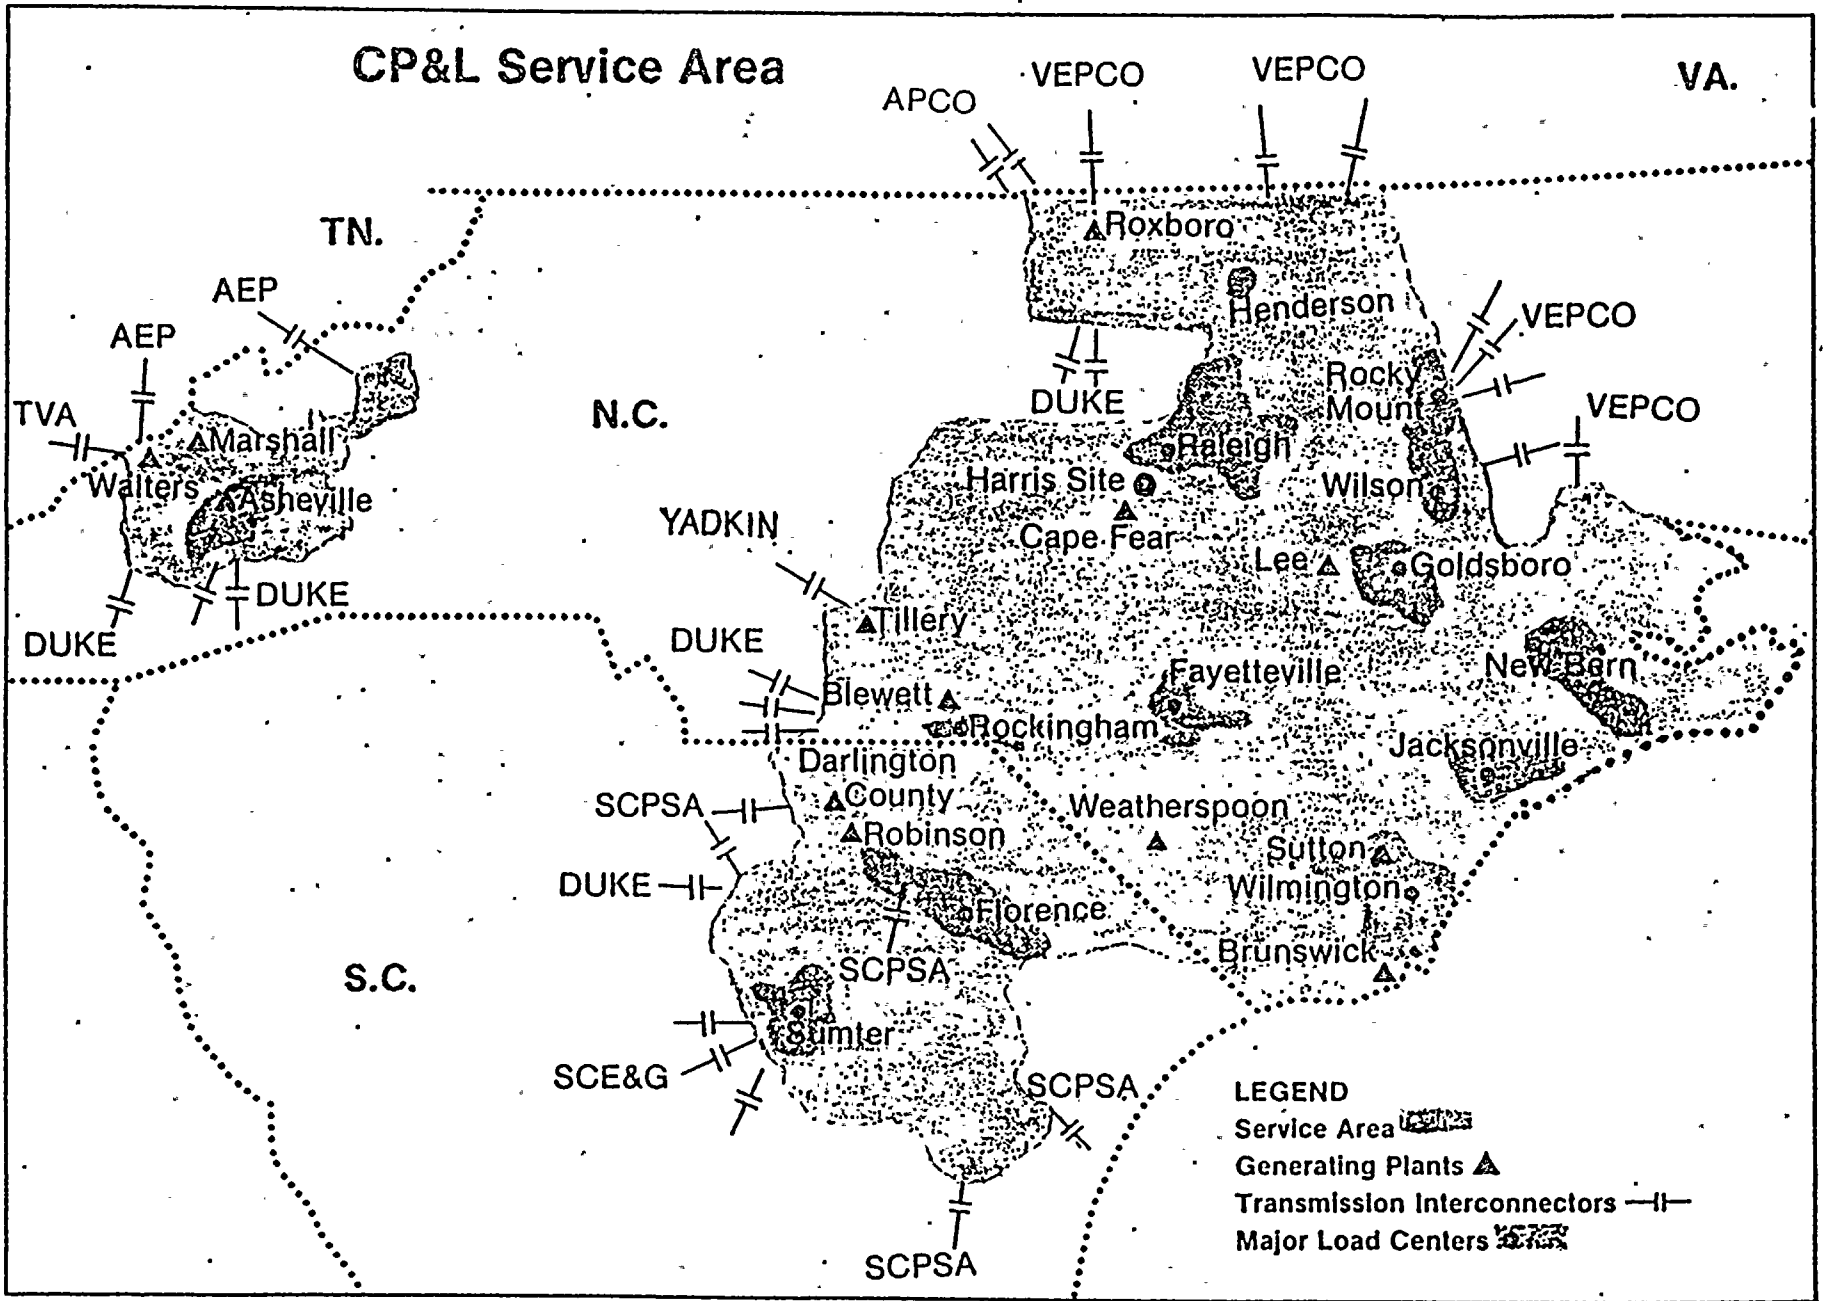 CP&L Service Area
VEPCO
VEPCO
VA.
APCO
TN.
Roxboro
AEP
Henderson
VEPCO
AEP
Rocky
Mount
DUKE
N.C.
VEPCO
TVA
Marshall
Raleigh
Harris Site
Walters
Asheville
Wilson
YADKIN
Cape Fear
Lee
Goldsboro
DUKE
Tillery
DUKE
DUKE
Fayetteville
New Bern
Blewett
Rockingham
Jacksonville
Darlington
County
SCPSA
Weatherspoon
Robinson
Sutton
DUKE
Wilmington
Florence
Brunswick
SCPSA
S.C.
Sumter
SCE&G
SCPSA
SCPSA
LEGEND
Service Area
Generating Plants
Transmission Interconnectors
Major Load Centers